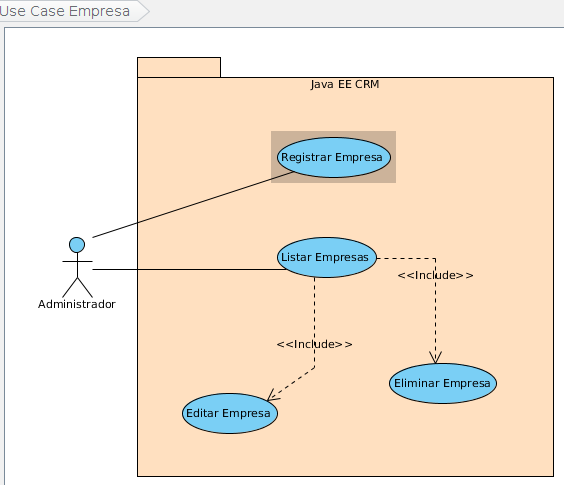 Use Case Empresa
Java EE CRM
Registrar Empresa
Listar Empresas
<<Include>>
Administrador
<<Include>>
Eliminar Empresa
Editar Empresa